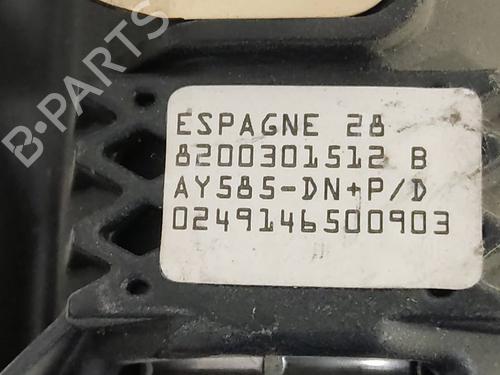 B-PARTS
ESPAGNE 28
8200301512 B
AY585-DN+P/D
0249146500903